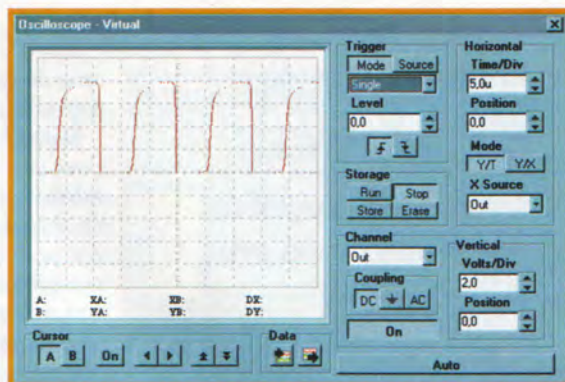 Oscilloscope - Virtual
Trigger
Mode Source
Single
Level
0,0
Horizontal
Time/Div
5,0u
Position
0,0
Mode
Y/T Y/X
X Source
Out
Storage
Run Stop
Store Erase
Channel
Out
Coupling
DC AC
On
Vertical
Volts/Div
2,0
Position
0,0
A: XA: XB: DX:
B: YA: YB: DY:
Cursor
A B On
Data
Auto